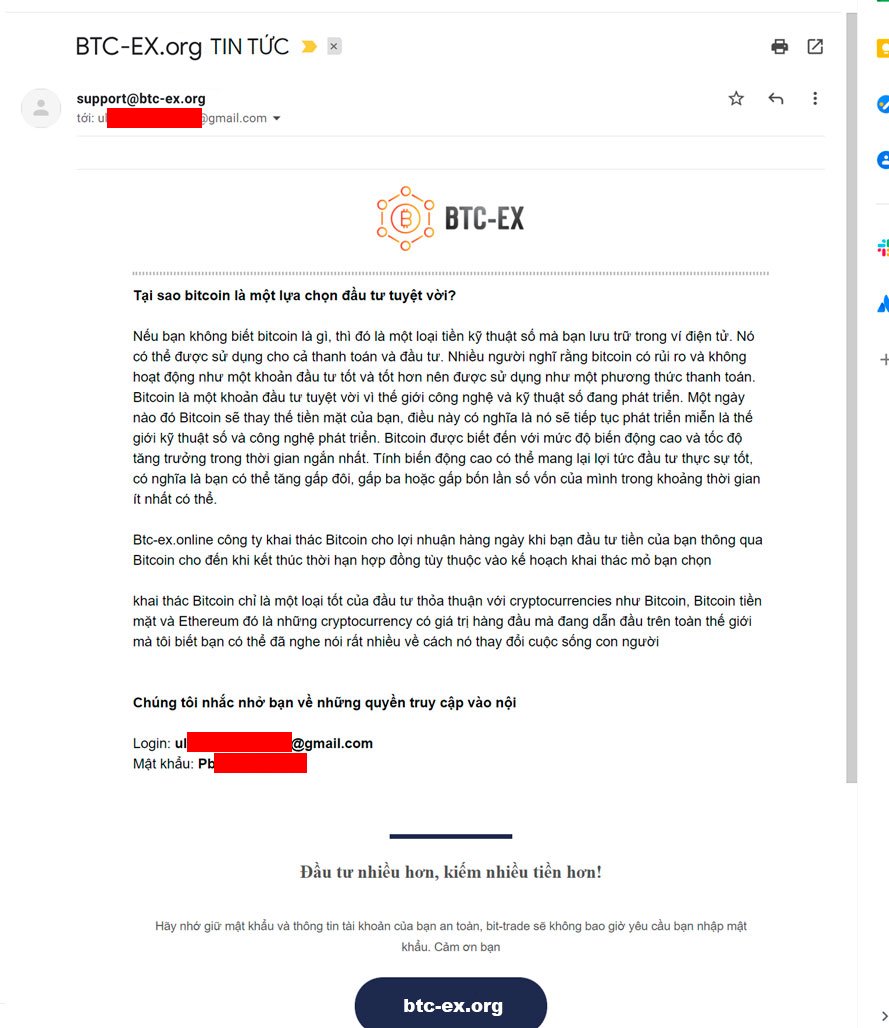 BTC-EX.org TIN TỨC
support@btc-ex.org
tới: ul @gmail.com
BTC-EX
Tại sao bitcoin là một lựa chọn đầu tư tuyệt vời?
Nếu bạn không biết bitcoin là gì, thì đó là một loại tiền kỹ thuật số mà bạn lưu trữ trong ví điện tử. Nó
có thể được sử dụng cho cả thanh toán và đầu tư. Nhiều người nghĩ rằng bitcoin có rủi ro và không
hoạt động như một khoản đầu tư tốt và tốt hơn nên được sử dụng như một phương thức thanh toán.
Bitcoin là một khoản đầu tư tuyệt vời vì thế giới công nghệ và kỹ thuật số đang phát triển. Một ngày
nào đó Bitcoin sẽ thay thế tiền mặt của bạn, điều này có nghĩa là nó sẽ tiếp tục phát triển miễn là thế
giới kỹ thuật số và công nghệ phát triển. Bitcoin được biết đến với mức độ biến động cao và tốc độ
tăng trưởng trong thời gian ngắn nhất. Tính biến động cao có thể mang lại lợi tức đầu tư thực sự tốt,
có nghĩa là bạn có thể tăng gấp đôi, gấp ba hoặc gấp bốn lần số vốn của mình trong khoảng thời gian
ít nhất có thể.
Btc-ex.online công ty khai thác Bitcoin cho lợi nhuận hàng ngày khi bạn đầu tư tiền của bạn thông qua
Bitcoin cho đến khi kết thúc thời hạn hợp đồng tùy thuộc vào kế hoạch khai thác mỏ bạn chọn
khai thác Bitcoin chỉ là một loại tốt của đầu tư thỏa thuận với cryptocurrencies như Bitcoin, Bitcoin tiền
mặt và Ethereum đó là những cryptocurrency có giá trị hàng đầu mà đang dẫn đầu trên toàn thế giới
mà tôi biết bạn có thể đã nghe nói rất nhiều về cách nó thay đổi cuộc sống con người
Chúng tôi nhắc nhở bạn về những quyền truy cập vào nội
Login: ul @gmail.com
Mật khẩu: Pb
Đầu tư nhiều hơn, kiếm nhiều tiền hơn!
Hãy nhớ giữ mật khẩu và thông tin tài khoản của bạn an toàn, bit-trade sẽ không bao giờ yêu cầu bạn nhập mật
khẩu. Cảm ơn bạn
btc-ex.org